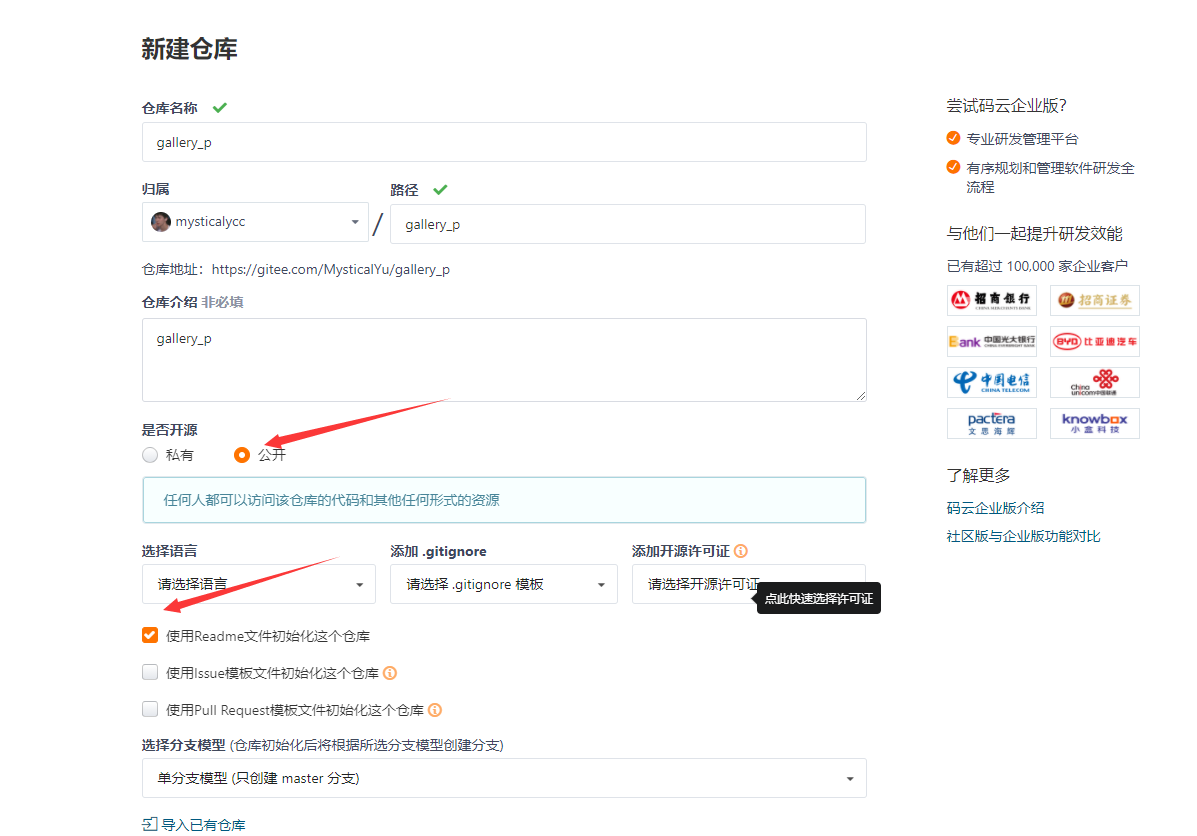 新建仓库
仓库名称
gallery_p
归属
路径
mysticalycc
/
gallery_p
仓库地址：https://gitee.com/MysticalYu/gallery_p
仓库介绍 非必填
gallery_p
是否开源
私有
公开
任何人都可以访问该仓库的代码和其他任何形式的资源
选择语言
添加 .gitignore
添加开源许可证
请选择语言
请选择 .gitignore 模板
请选择开源许可证
点此快速选择许可证
使用Readme文件初始化这个仓库
使用Issue模板文件初始化这个仓库
使用Pull Request模板文件初始化这个仓库
选择分支模型 (仓库初始化后将根据所选分支模型创建分支)
单分支模型 (只创建 master 分支)
导入已有仓库
尝试码云企业版？
专业研发管理平台
有序规划和管理软件研发全
流程
与他们一起提升研发效能
已有超过 100,000 家企业客户
招商银行
CHINA MERCHANTS BANK
招商证券
Bank 中国光大银行
CHINA EVERBRIGHT BANK
BYD 比亚迪汽车
中国电信
CHINA TELECOM
China
unicom中国联通
pactera
文思海辉
knowbox
小盒科技
了解更多
码云企业版介绍
社区版与企业版功能对比